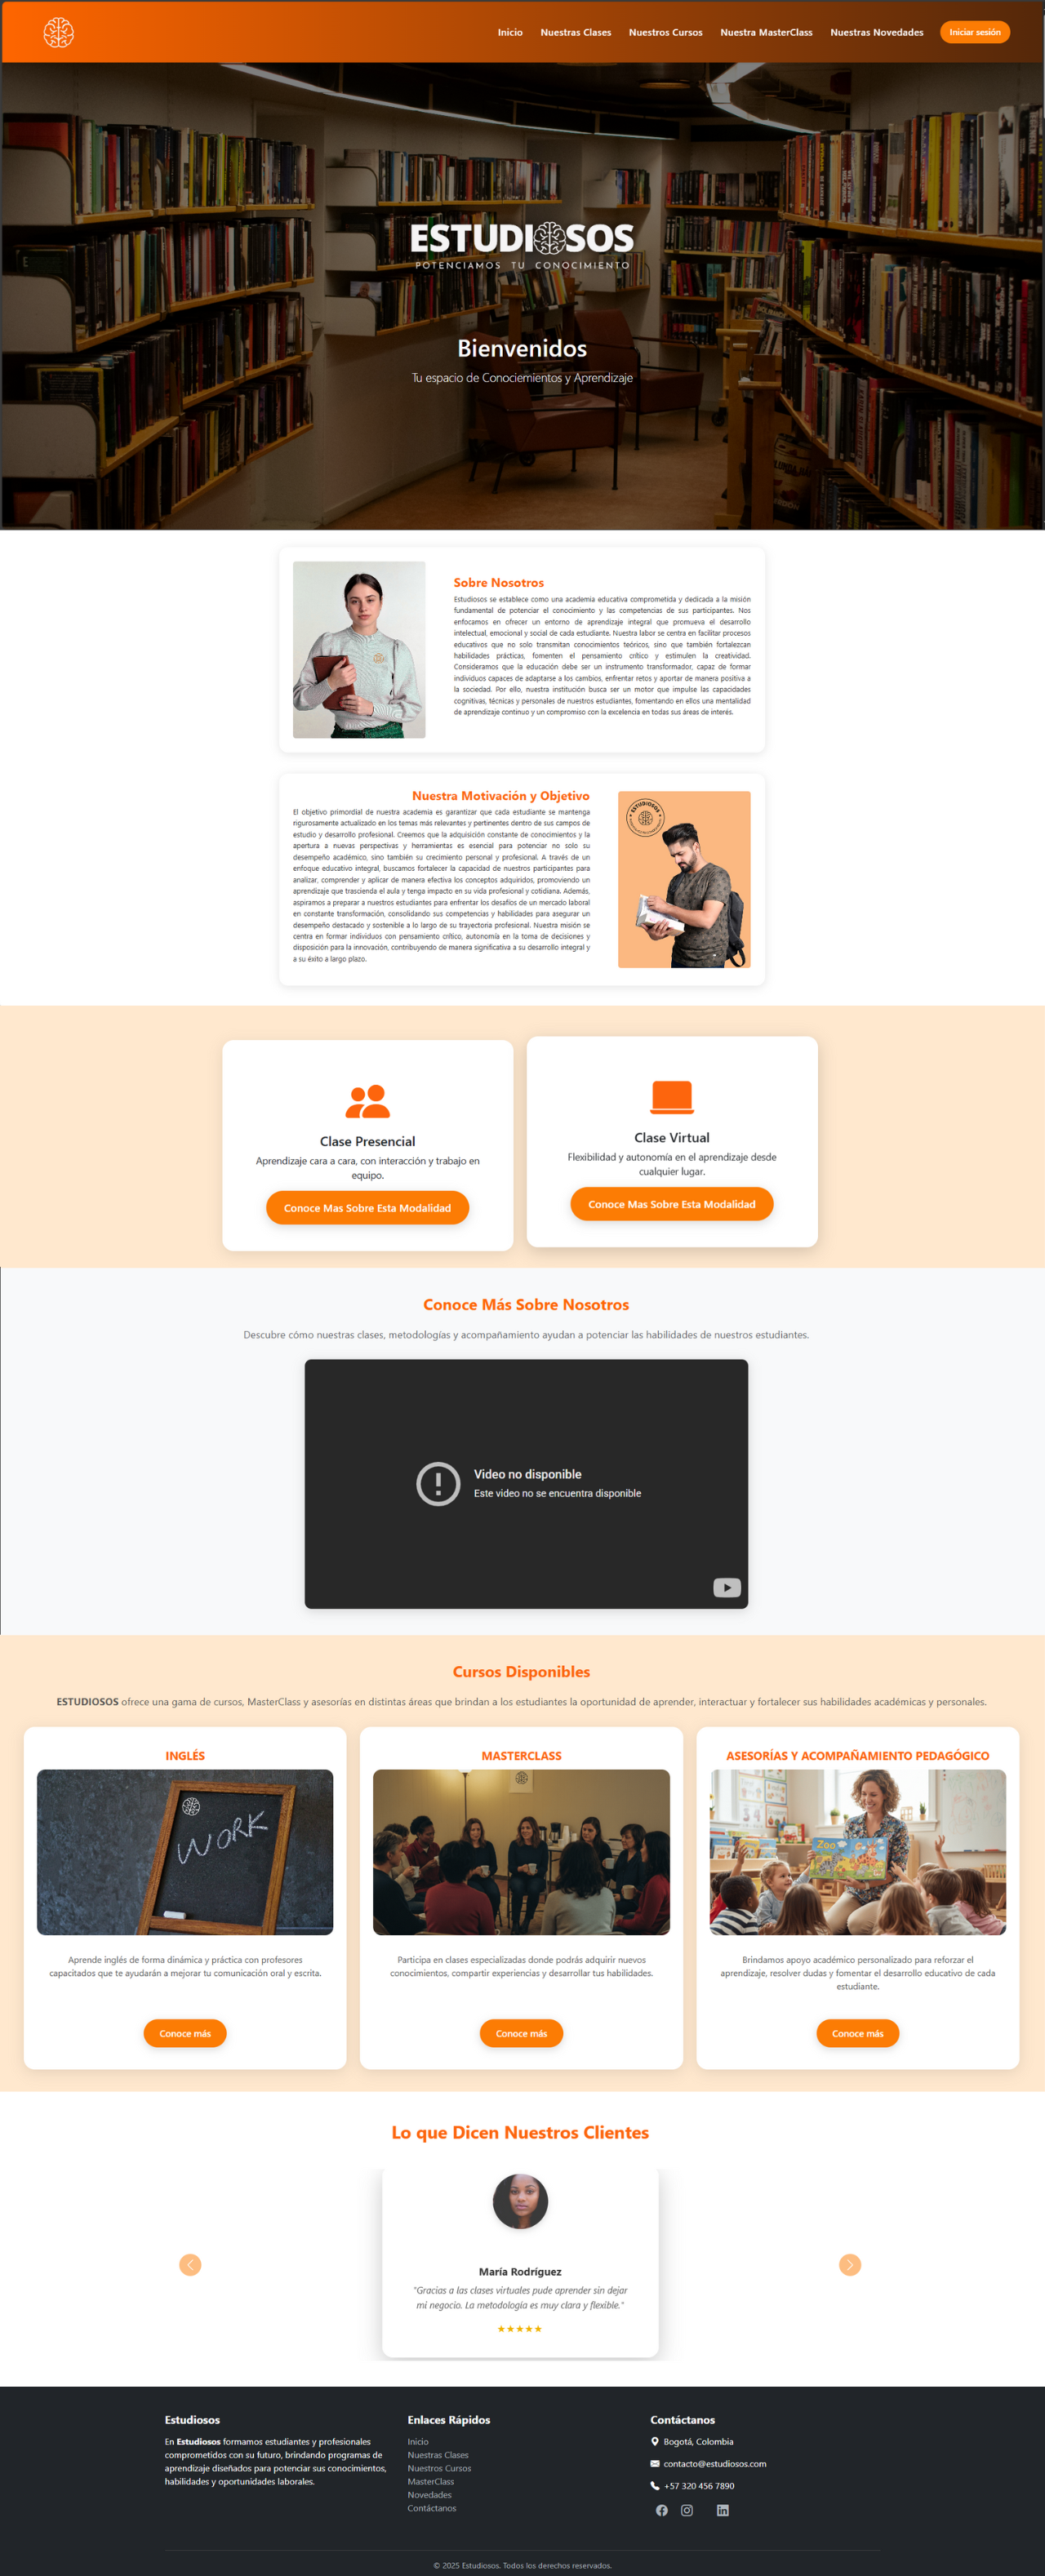 Inicio Nuestras Clases Nuestros Cursos Nuestra MasterClass Nuestras Novedades Iniciar sesión
ESTUDIOSOS
POTENCIAMOS TU CONOCIMIENTO
Bienvenidos
Tu espacio de Conociemientos y Aprendizaje
Sobre Nosotros
Estudiosos se establece como una academia educativa comprometida y dedicada a la misión
fundamental de potenciar el conocimiento y las competencias de sus participantes. Nos
enfocamos en ofrecer un entorno de aprendizaje integral que promueva el desarrollo
intelectual, emocional y social de cada estudiante. Nuestra labor se centra en facilitar procesos
educativos que no solo transmitan conocimientos teóricos, sino que también fortalezcan
habilidades prácticas, fomenten el pensamiento crítico y estimulen la creatividad.
Consideramos que la educación debe ser un instrumento transformador, capaz de formar
individuos capaces de adaptarse a los cambios, enfrentar retos y aportar de manera positiva a
la sociedad. Por ello, nuestra institución busca ser un motor que impulse las capacidades
cognitivas, técnicas y personales de nuestros estudiantes, fomentando en ellos una mentalidad
de aprendizaje continuo y un compromiso con la excelencia en todas sus áreas de interés.
Nuestra Motivación y Objetivo
El objetivo primordial de nuestra academia es garantizar que cada estudiante se mantenga
rigurosamente actualizado en los temas más relevantes y pertinentes dentro de sus campos de
estudio y desarrollo profesional. Creemos que la adquisición constante de conocimientos y la
apertura a nuevas perspectivas y herramientas es esencial para potenciar no solo su
desempeño académico, sino también su crecimiento personal y profesional. A través de un
enfoque educativo integral, buscamos fortalecer la capacidad de nuestros participantes para
analizar, comprender y aplicar de manera efectiva los conceptos adquiridos, promoviendo un
aprendizaje que trascienda el aula y tenga impacto en su vida profesional y cotidiana. Además,
aspiramos a preparar a nuestros estudiantes para enfrentar los desafíos de un mercado laboral
en constante transformación, consolidando sus competencias y habilidades para asegurar un
desempeño destacado y sostenible a lo largo de su trayectoria profesional. Nuestra misión se
centra en formar individuos con pensamiento crítico, autonomía en la toma de decisiones y
disposición para la innovación, contribuyendo de manera significativa a su desarrollo integral y
a su éxito a largo plazo.
ESTUDIOSOS
Clase Presencial
Aprendizaje cara a cara, con interacción y trabajo en
equipo.
Conoce Mas Sobre Esta Modalidad
Clase Virtual
Flexibilidad y autonomía en el aprendizaje desde
cualquier lugar.
Conoce Mas Sobre Esta Modalidad
Conoce Más Sobre Nosotros
Descubre cómo nuestras clases, metodologías y acompañamiento ayudan a potenciar las habilidades de nuestros estudiantes.
Video no disponible
Este video no se encuentra disponible
Cursos Disponibles
ESTUDIOSOS ofrece una gama de cursos, MasterClass y asesorías en distintas áreas que brindan a los estudiantes la oportunidad de aprender, interactuar y fortalecer sus habilidades académicas y personales.
INGLÉS
WORK
Aprende inglés de forma dinámica y práctica con profesores
capacitados que te ayudarán a mejorar tu comunicación oral y escrita.
Conoce más
MASTERCLASS
Participa en clases especializadas donde podrás adquirir nuevos
conocimientos, compartir experiencias y desarrollar tus habilidades.
Conoce más
ASESORÍAS Y ACOMPAÑAMIENTO PEDAGÓGICO
Zoo
Brindamos apoyo académico personalizado para reforzar el
aprendizaje, resolver dudas y fomentar el desarrollo educativo de cada
estudiante.
Conoce más
Lo que Dicen Nuestros Clientes
María Rodríguez
"Gracias a las clases virtuales pude aprender sin dejar
mi negocio. La metodología es muy clara y flexible."
★★★★★
Estudiosos
En Estudiosos formamos estudiantes y profesionales
comprometidos con su futuro, brindando programas de
aprendizaje diseñados para potenciar sus conocimientos,
habilidades y oportunidades laborales.
Enlaces Rápidos
Inicio
Nuestras Clases
Nuestros Cursos
MasterClass
Novedades
Contáctanos
Contáctanos
Bogotá, Colombia
contacto@estudiosos.com
+57 320 456 7890
© 2025 Estudiosos. Todos los derechos reservados.